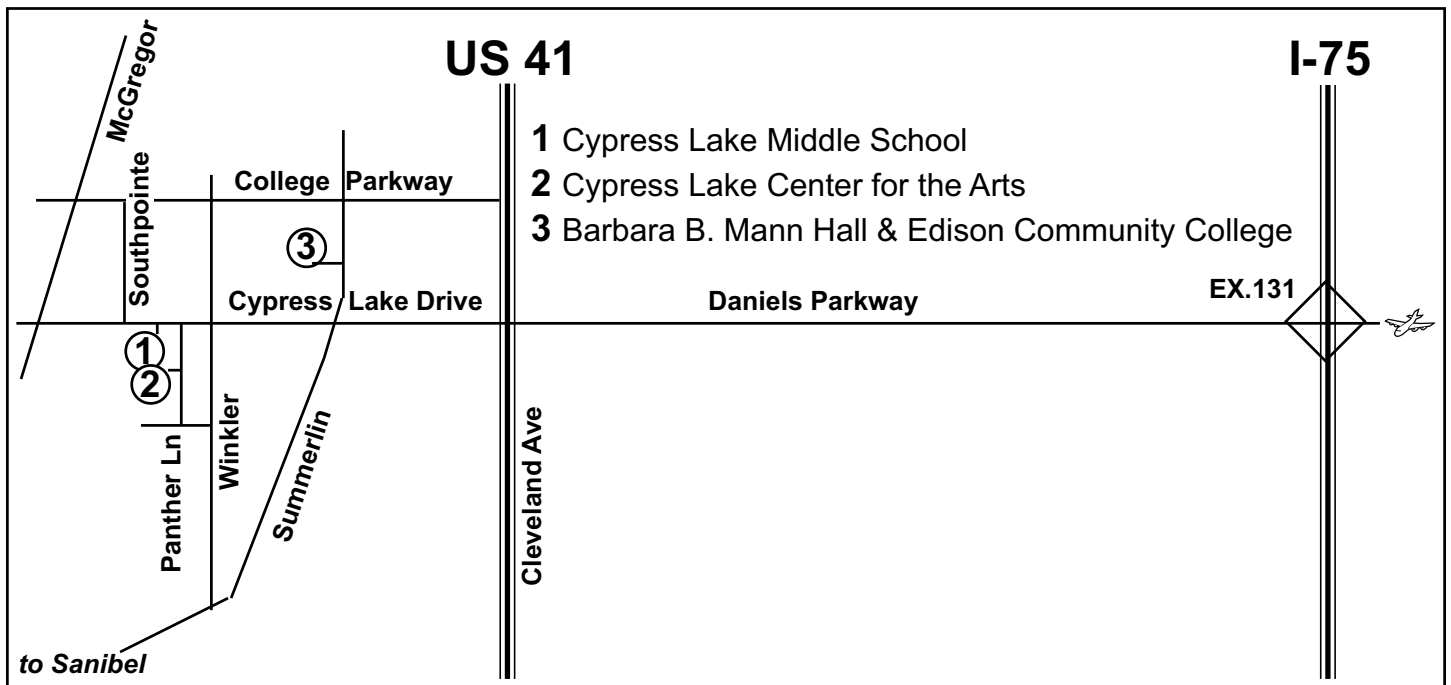 US 41
I-75
McGregor
Southpointe
College Parkway
1 Cypress Lake Middle School
2 Cypress Lake Center for the Arts
3 Barbara B. Mann Hall & Edison Community College
3
Cypress Lake Drive
Daniels Parkway
EX.131
1
2
Panther Ln
Winkler
Summerlin
Cleveland Ave
to Sanibel